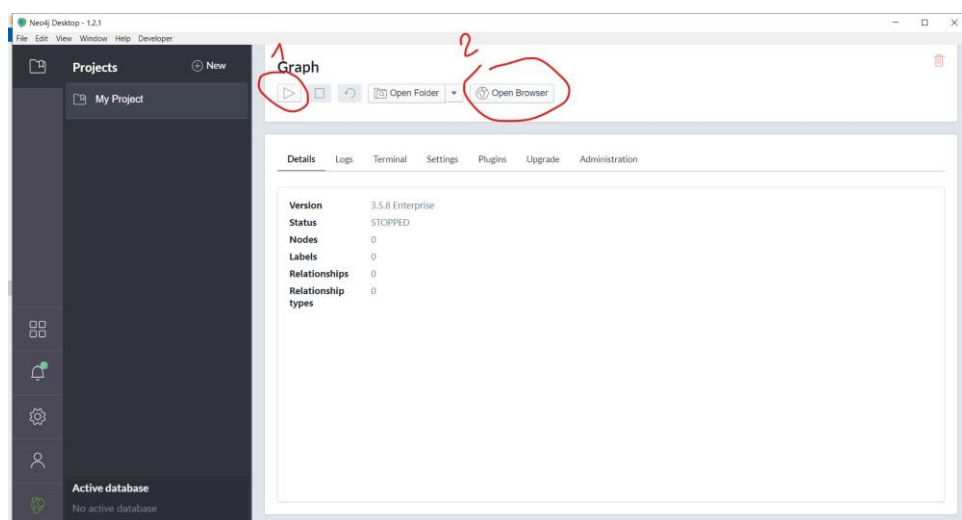 Neo4j Desktop - 1.2.1
File Edit View Window Help Developer
Projects
New
My Project
Active database
No active database
1
2
Graph
Open Folder
Open Browser
Details Logs Terminal Settings Plugins Upgrade Administration
Version 3.5.8 Enterprise
Status STOPPED
Nodes 0
Labels 0
Relationships 0
Relationship 0
types